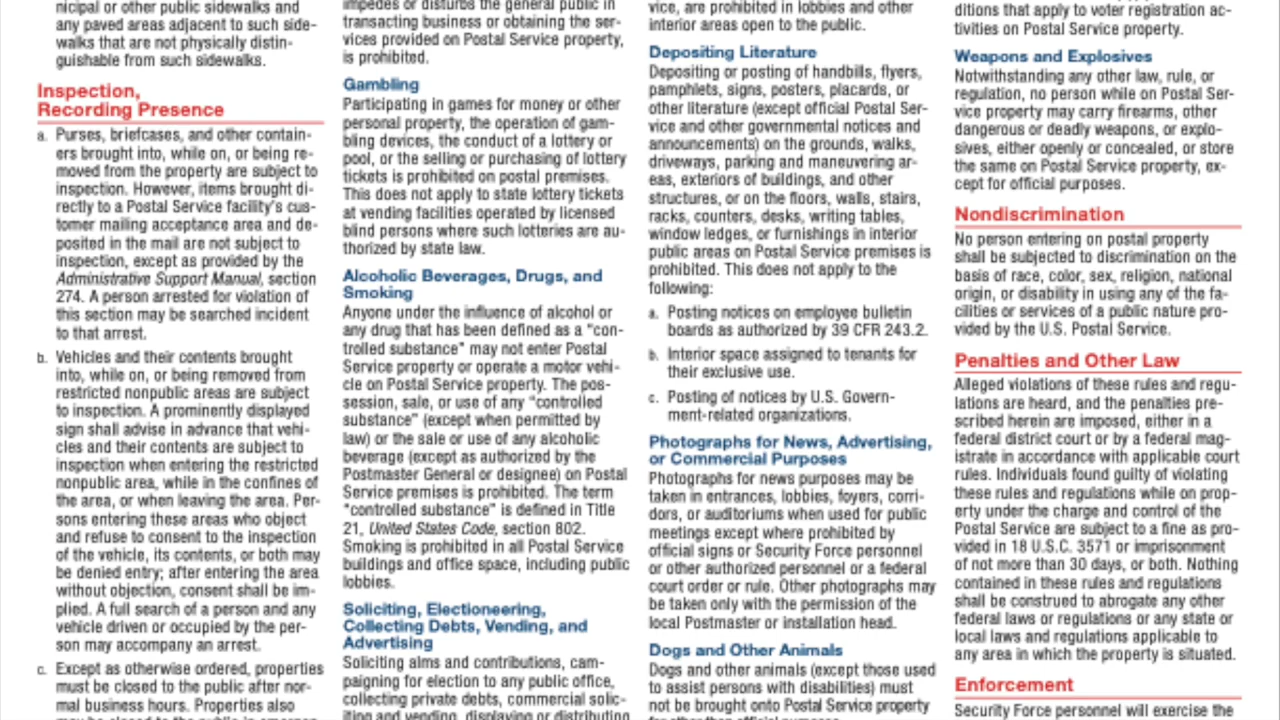 nicipal or other public sidewalks and
any paved areas adjacent to such side-
walks that are not physically distin-
guishable from such sidewalks.
Inspection,
Recording Presence
a. Purses, briefcases, and other contain-
ers brought into, while on, or being re-
moved from the property are subject to
inspection. However, items brought di-
rectly to a Postal Service facility's cus-
tomer mailing acceptance area and de-
posited in the mail are not subject to
inspection, except as provided by the
Administrative Support Manual, section
274. A person arrested for violation of
this section may be searched incident
to that arrest.
b. Vehicles and their contents brought
into, while on, or being removed from
restricted nonpublic areas are subject
to inspection. A prominently displayed
sign shall advise in advance that vehi-
cles and their contents are subject to
inspection when entering the restricted
nonpublic area, while in the confines of
the area, or when leaving the area. Per-
sons entering these areas who object
and refuse to consent to the inspection
of the vehicle, its contents, or both may
be denied entry; after entering the area
without objection, consent shall be im-
plied. A full search of a person and any
vehicle driven or occupied by the per-
son may accompany an arrest.
c. Except as otherwise ordered, properties
must be closed to the public after nor-
mal business hours. Properties also
may be closed to the public in emergen-
impedes or disturbs the general public in
transacting business or obtaining the ser-
vices provided on Postal Service property,
is prohibited.
Gambling
Participating in games for money or other
personal property, the operation of gam-
bling devices, the conduct of a lottery or
pool, or the selling or purchasing of lottery
tickets is prohibited on postal premises.
This does not apply to state lottery tickets
at vending facilities operated by licensed
blind persons where such lotteries are au-
thorized by state law.
Alcoholic Beverages, Drugs, and
Smoking
Anyone under the influence of alcohol or
any drug that has been defined as a "con-
trolled substance" may not enter Postal
Service property or operate a motor vehi-
cle on Postal Service property. The pos-
session, sale, or use of any "controlled
substance" (except when permitted by
law) or the sale or use of any alcoholic
beverage (except as authorized by the
Postmaster General or designee) on Postal
Service premises is prohibited. The term
"controlled substance" is defined in Title
21, United States Code, section 802.
Smoking is prohibited in all Postal Service
buildings and office space, including public
lobbies.
Soliciting, Electioneering,
Collecting Debts, Vending, and
Advertising
Soliciting alms and contributions, cam-
paigning for election to any public office,
collecting private debts, commercial solic-
iting and vending, displaying or distributing
vice, are prohibited in lobbies and other
interior areas open to the public.
Depositing Literature
Depositing or posting of handbills, flyers,
pamphlets, signs, posters, placards, or
other literature (except official Postal Ser-
vice and other governmental notices and
announcements) on the grounds, walks,
driveways, parking and maneuvering ar-
eas, exteriors of buildings, and other
structures, or on the floors, walls, stairs,
racks, counters, desks, writing tables,
window ledges, or furnishings in interior
public areas on Postal Service premises is
prohibited. This does not apply to the
following:
a. Posting notices on employee bulletin
boards as authorized by 39 CFR 243.2.
b. Interior space assigned to tenants for
their exclusive use.
c. Posting of notices by U.S. Govern-
ment-related organizations.
Photographs for News, Advertising,
or Commercial Purposes
Photographs for news purposes may be
taken in entrances, lobbies, foyers, corri-
dors, or auditoriums when used for public
meetings except where prohibited by
official signs or Security Force personnel
or other authorized personnel or a federal
court order or rule. Other photographs may
be taken only with the permission of the
local Postmaster or installation head.
Dogs and Other Animals
Dogs and other animals (except those used
to assist persons with disabilities) must
not be brought onto Postal Service property
for other than official purposes.
ditions that apply to voter registration ac-
tivities on Postal Service property.
Weapons and Explosives
Notwithstanding any other law, rule, or
regulation, no person while on Postal Ser-
vice property may carry firearms, other
dangerous or deadly weapons, or explo-
sives, either openly or concealed, or store
the same on Postal Service property, ex-
cept for official purposes.
Nondiscrimination
No person entering on postal property
shall be subjected to discrimination on the
basis of race, color, sex, religion, national
origin, or disability in using any of the fa-
cilities or services of a public nature pro-
vided by the U.S. Postal Service.
Penalties and Other Law
Alleged violations of these rules and regu-
lations are heard, and the penalties pre-
scribed herein are imposed, either in a
federal district court or by a federal mag-
istrate in accordance with applicable court
rules. Individuals found guilty of violating
these rules and regulations while on prop-
erty under the charge and control of the
Postal Service are subject to a fine as pro-
vided in 18 U.S.C. 3571 or imprisonment
of not more than 30 days, or both. Nothing
contained in these rules and regulations
shall be construed to abrogate any other
federal laws or regulations or any state or
local laws and regulations applicable to
any area in which the property is situated.
Enforcement
Security Force personnel will exercise the